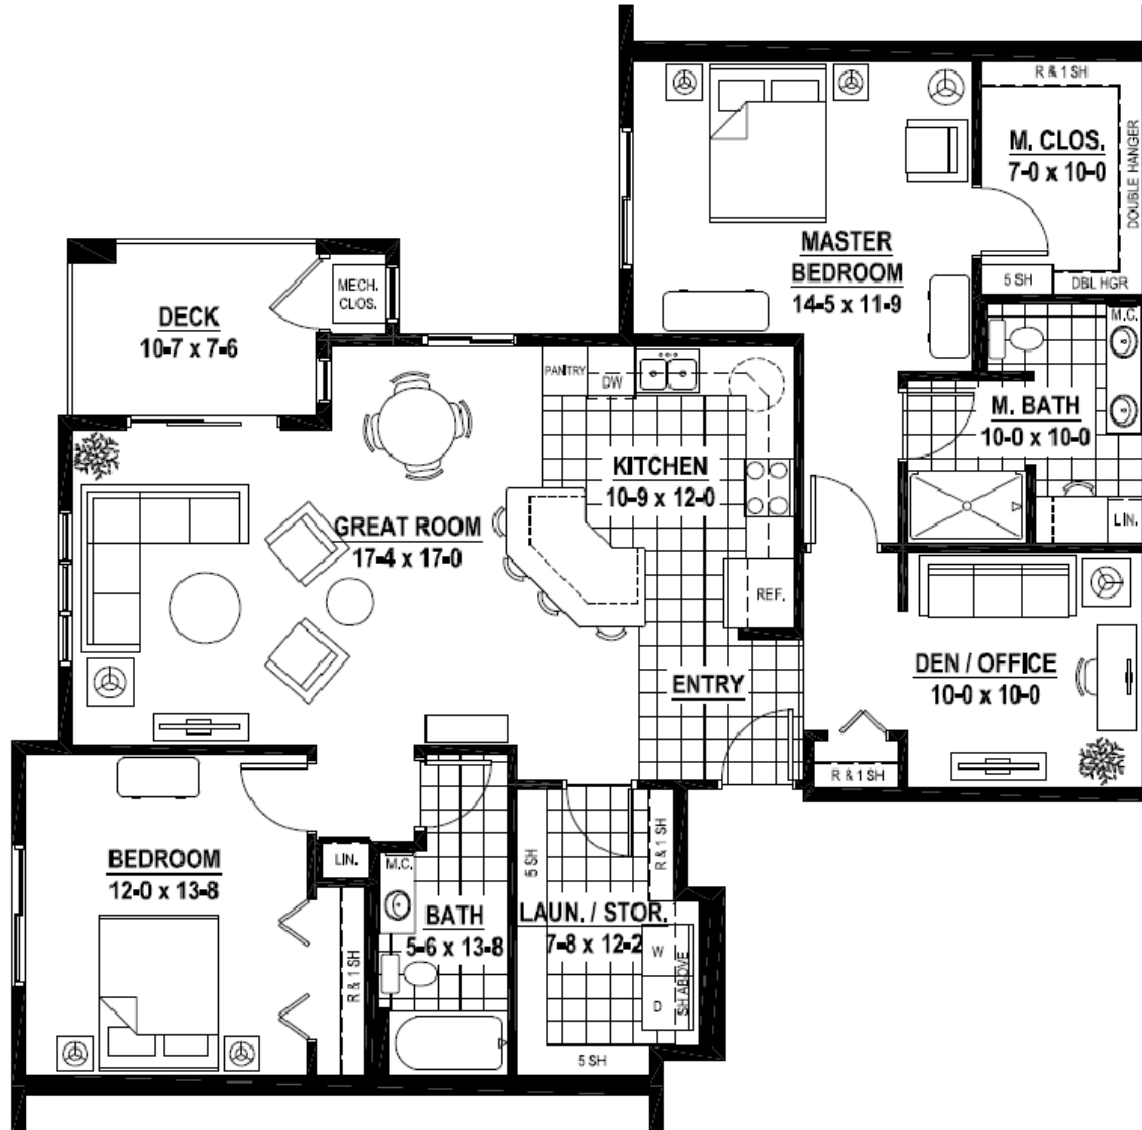 R & 1 SH
M. CLOS.
7-0 x 10-0
DOUBLE HANGER
MASTER
BEDROOM
14-5 x 11-9
5 SH
DBL HGR
MECH.
CLOS.
DECK
10-7 x 7-6
M.C.
PANTRY
DW
M. BATH
10-0 x 10-0
KITCHEN
10-9 x 12-0
GREAT ROOM
17-4 x 17-0
LIN.
REF.
ENTRY
DEN / OFFICE
10-0 x 10-0
R & 1 SH
BEDROOM
12-0 x 13-8
LIN.
M.C.
5 SH
R & 1 SH
BATH
5-6 x 13-8
LAUN. / STOR.
7-8 x 12-2
R & 1 SH
W
D
SH ABOVE
5 SH